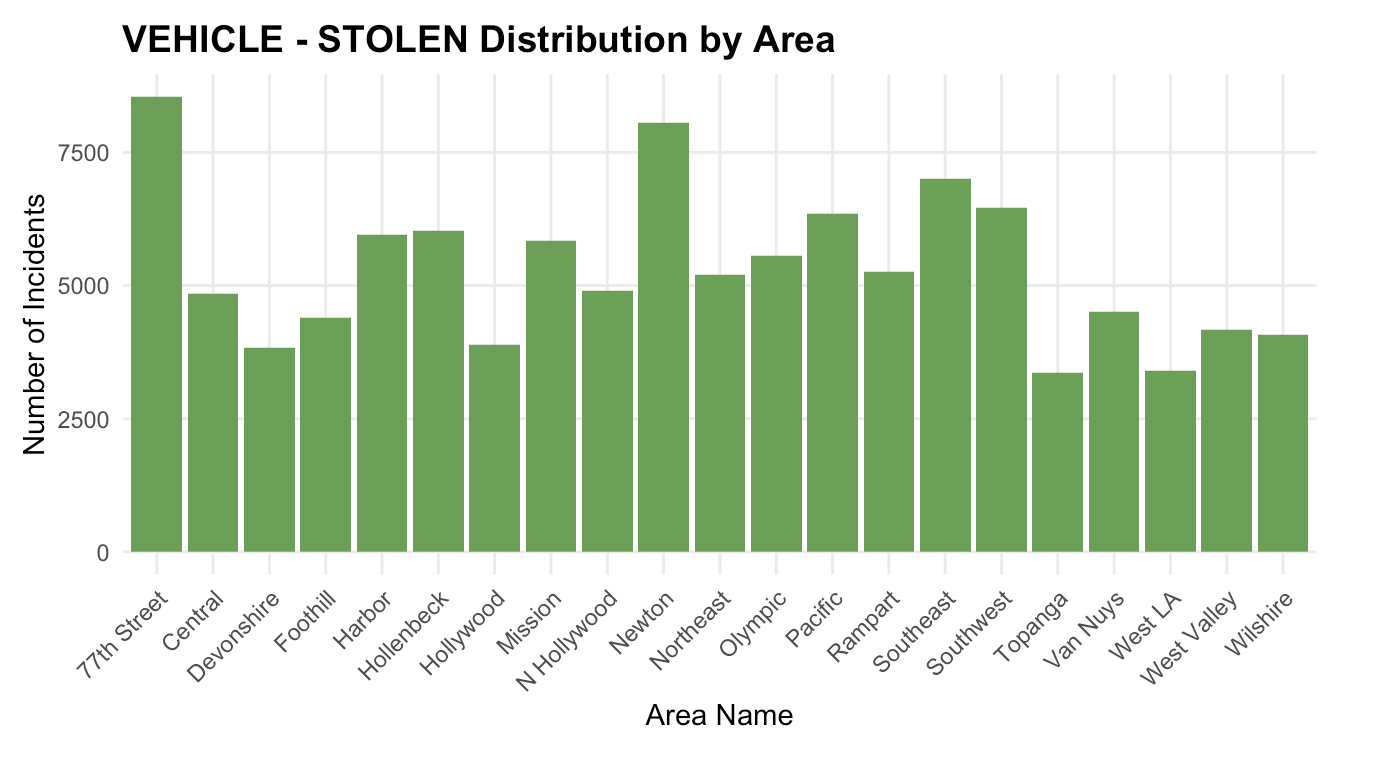 VEHICLE - STOLEN Distribution by Area
Number of Incidents
7500
5000
2500
0
77th Street
Central
Devonshire
Foothill
Harbor
Hollenbeck
Hollywood
Mission
N Hollywood
Newton
Northeast
Olympic
Pacific
Rampart
Southeast
Southwest
Topanga
Van Nuys
West LA
West Valley
Wilshire
Area Name